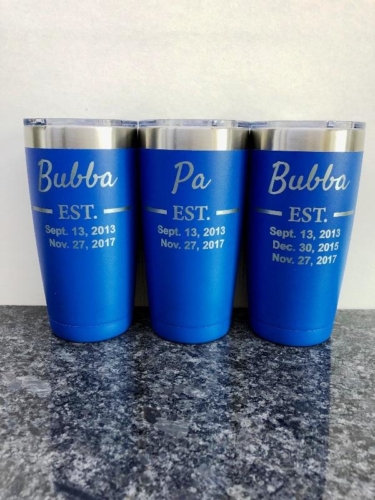 Bubba
EST.
Sept. 13, 2013
Nov. 27, 2017
Pa
EST.
Sept. 13, 2013
Nov. 27, 2017
Bubba
EST.
Sept. 13, 2013
Dec. 30, 2015
Nov. 27, 2017